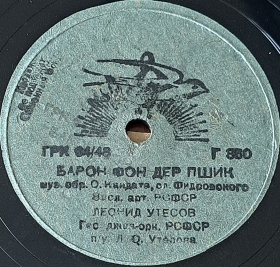 ГРК 64/48 Г 350
БАРОН ФОН ДЕР ПШИК
муз. обр. О. Кандата, сл. Фидровского
Засл. арт. РСФСР
ЛЕОНИД УТЕСОВ
Гос. джаз-орк. РСФСР
п/у Л. О. Утесова